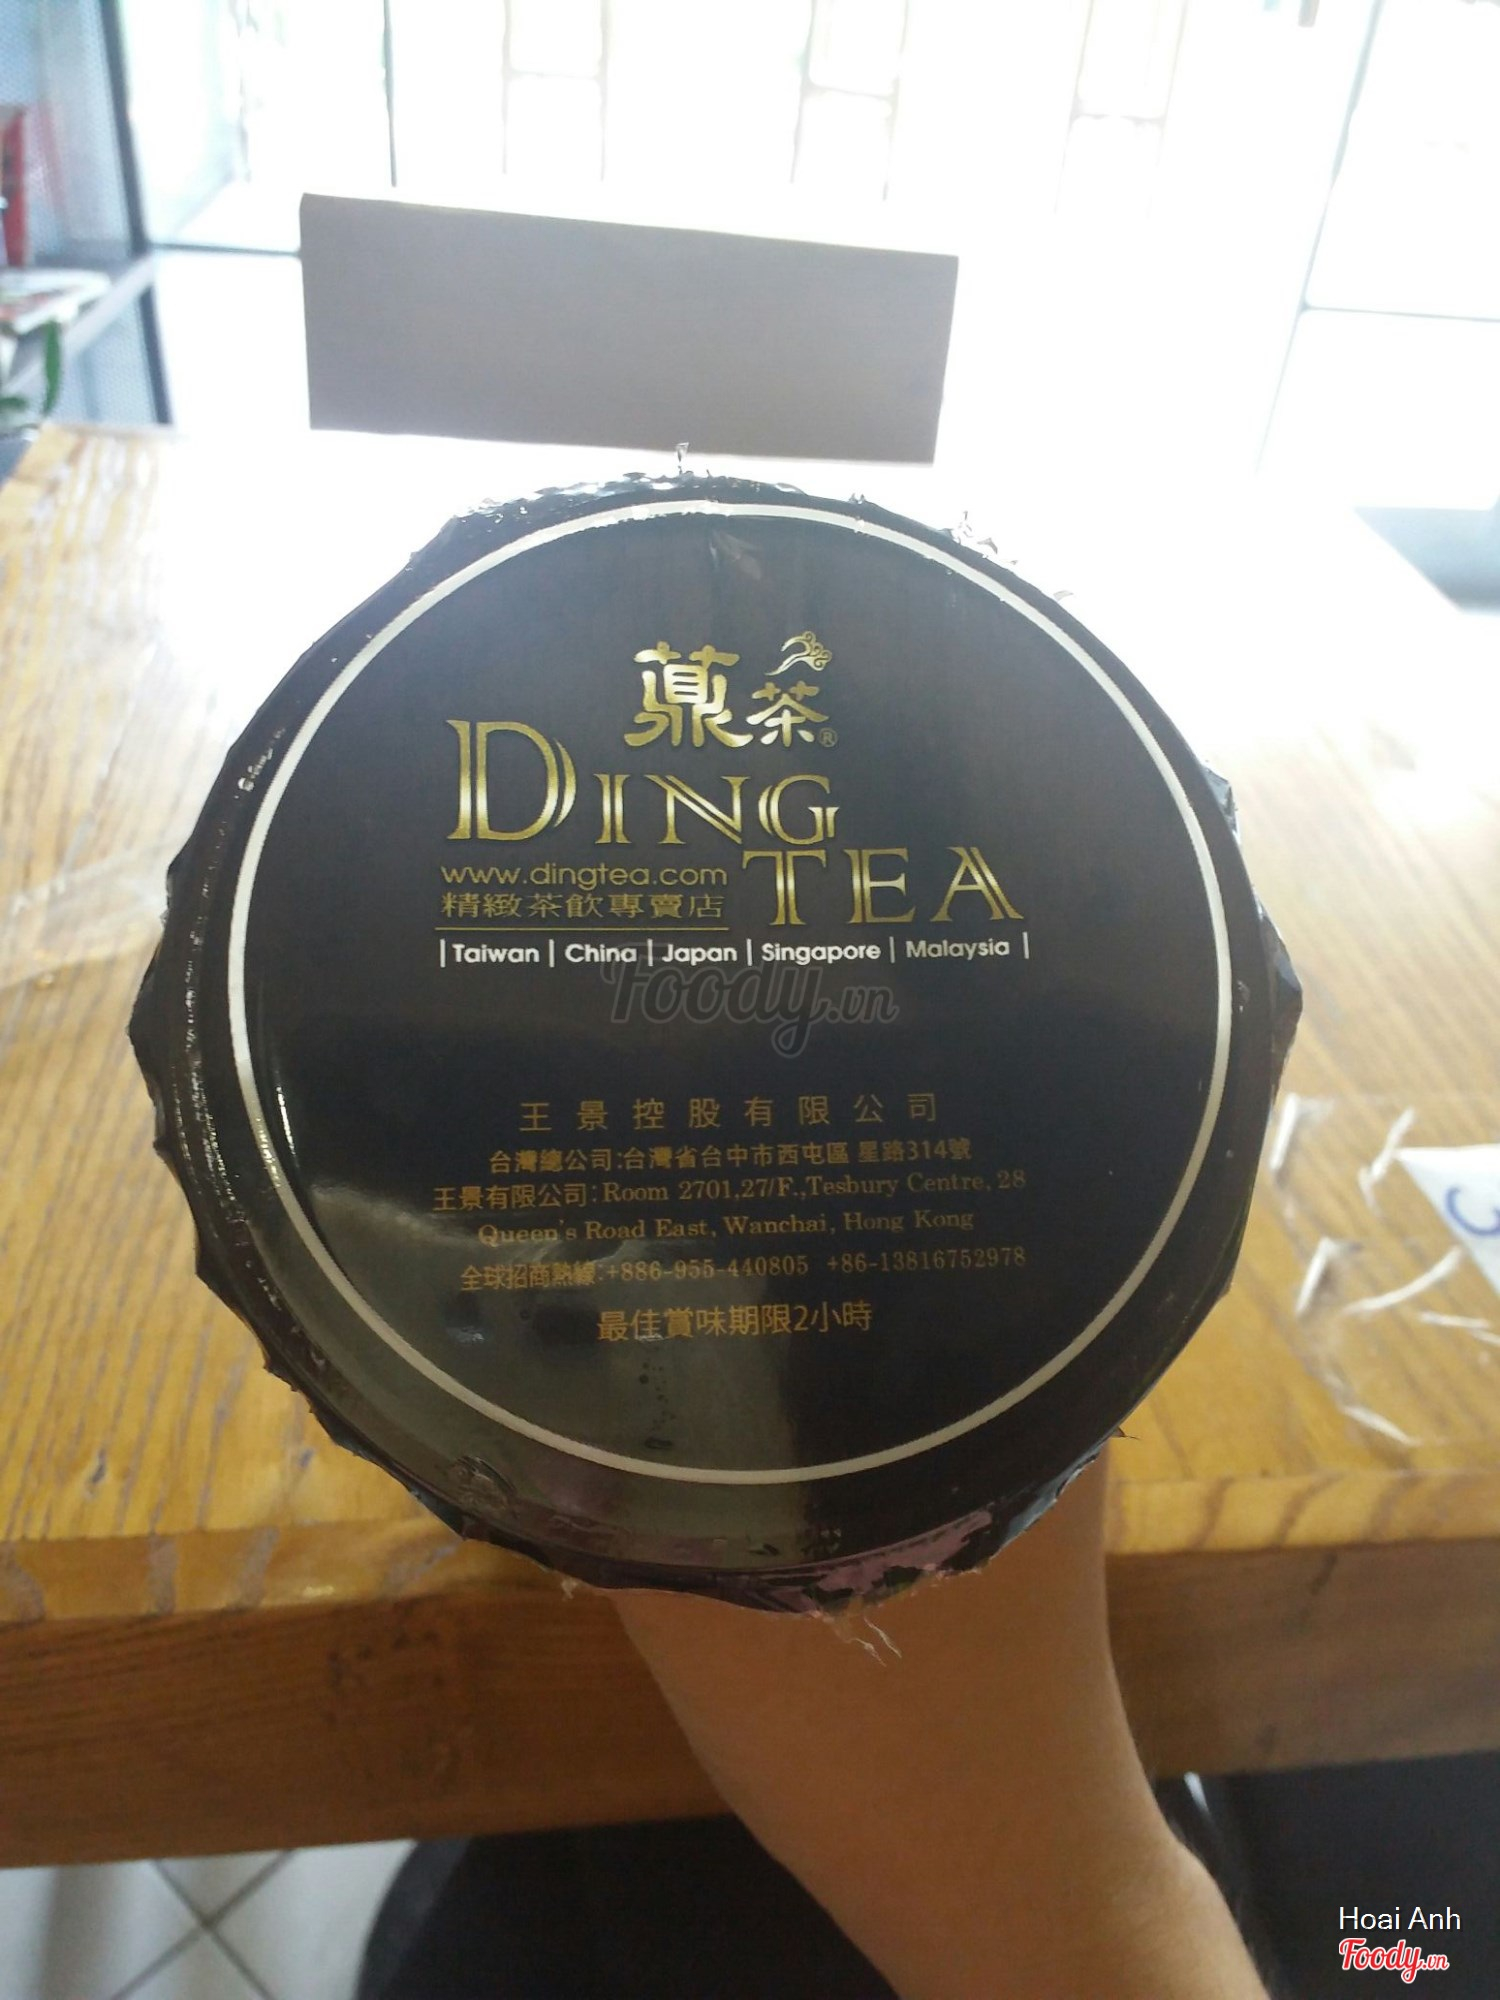 薡茶®
DING
TEA
www.dingtea.com
精緻茶飲專賣店
|Taiwan| China |Japan |Singapore| Malaysia |
Foody.vn
王景控股有限公司
台灣總公司:台灣省台中市西屯區 星路314號
王景有限公司:Room 2701,27/F.,Tesbury Centre, 28
Queen's Road East, Wanchai, Hong Kong
全球招商熱線:+886-955-440805 +86-13816752978
最佳賞味期限2小時
3
Hoai Anh
Foody.vn